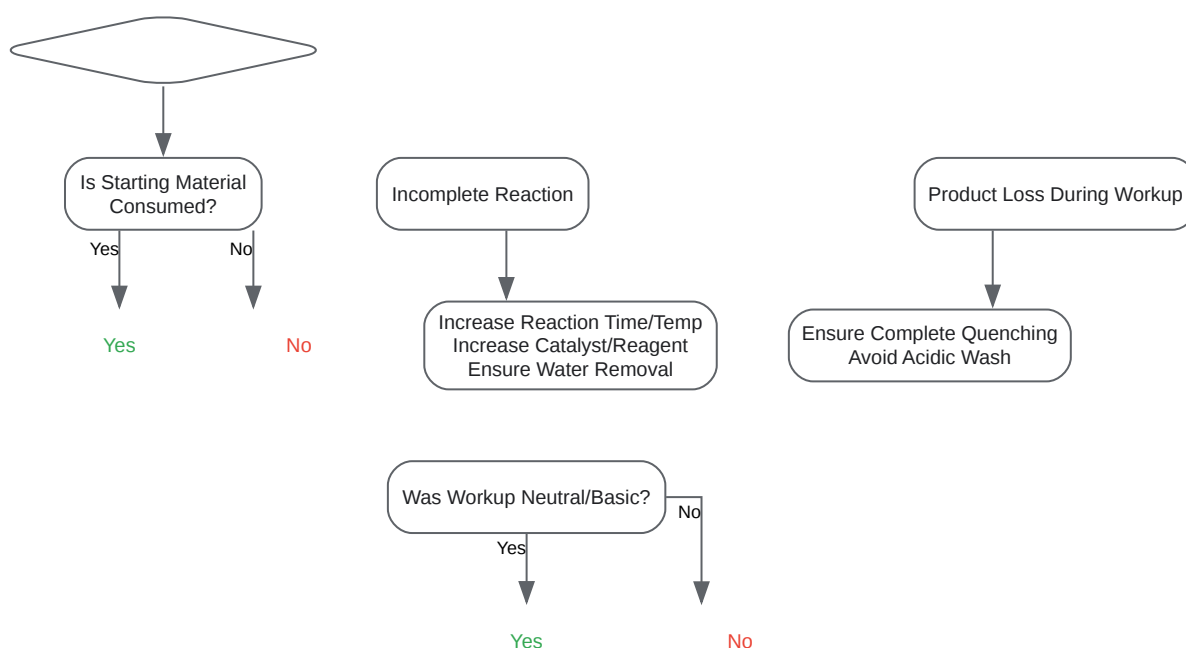 Is Starting Material
Consumed?
Yes
No
Yes
No
Incomplete Reaction
Increase Reaction Time/Temp
Increase Catalyst/Reagent
Ensure Water Removal
Product Loss During Workup
Ensure Complete Quenching
Avoid Acidic Wash
Was Workup Neutral/Basic?
No
Yes
Yes
No